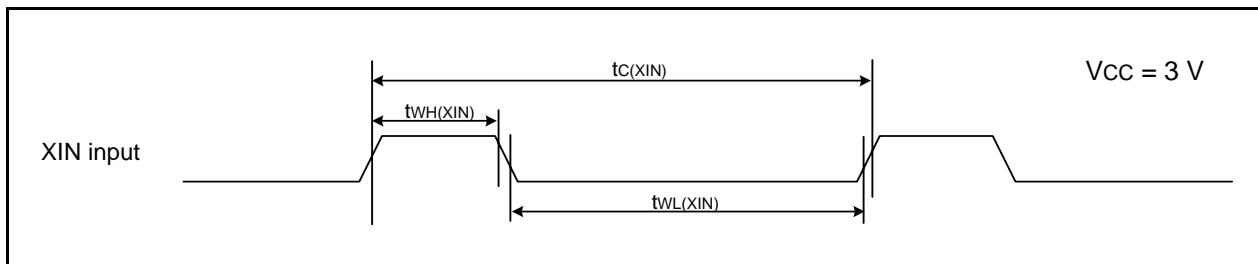 tC(XIN)
VCC = 3 V
tWH(XIN)
XIN input
tWL(XIN)